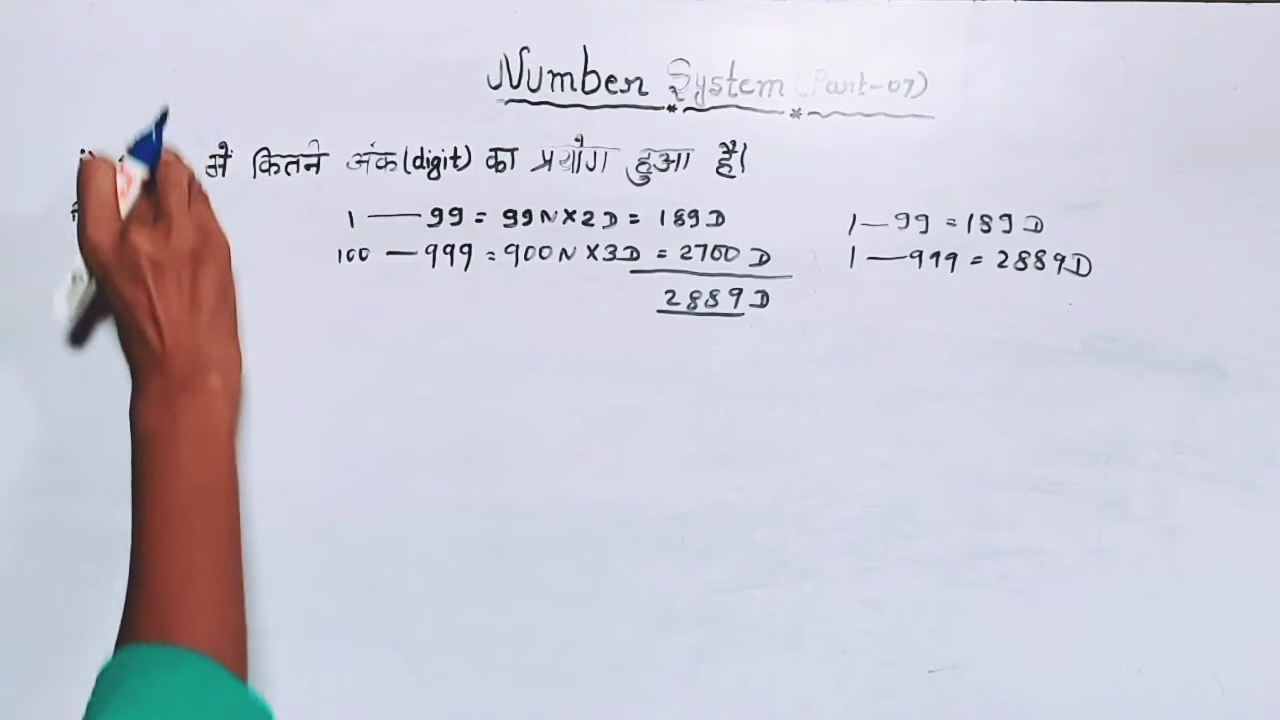 Number System (Part-07)
में कितने अंक (digit) का प्रयोग हुआ है।
1 — 99 = 99N×2D = 189D
100 — 999 = 900N×3D = 2700D
2889D
1 — 99 = 189D
1 — 999 = 2889D